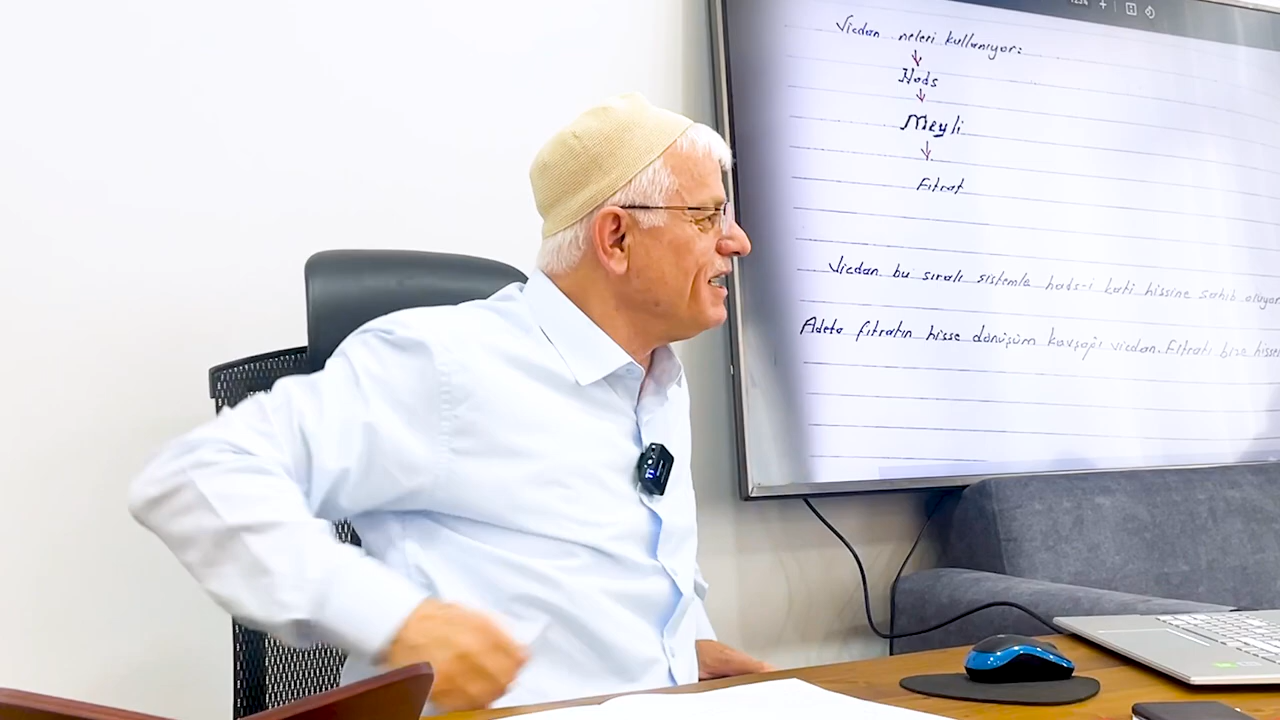 Vicdan neleri kullanıyor:
Hads
Meyli
Fıtrat
Vicdan bu sıralı sistemle hads-i kati hissine sahib oluyor
Adeta fıtratın hisse dönüşüm kavşağı vicdan. Fıtratı bize hisse